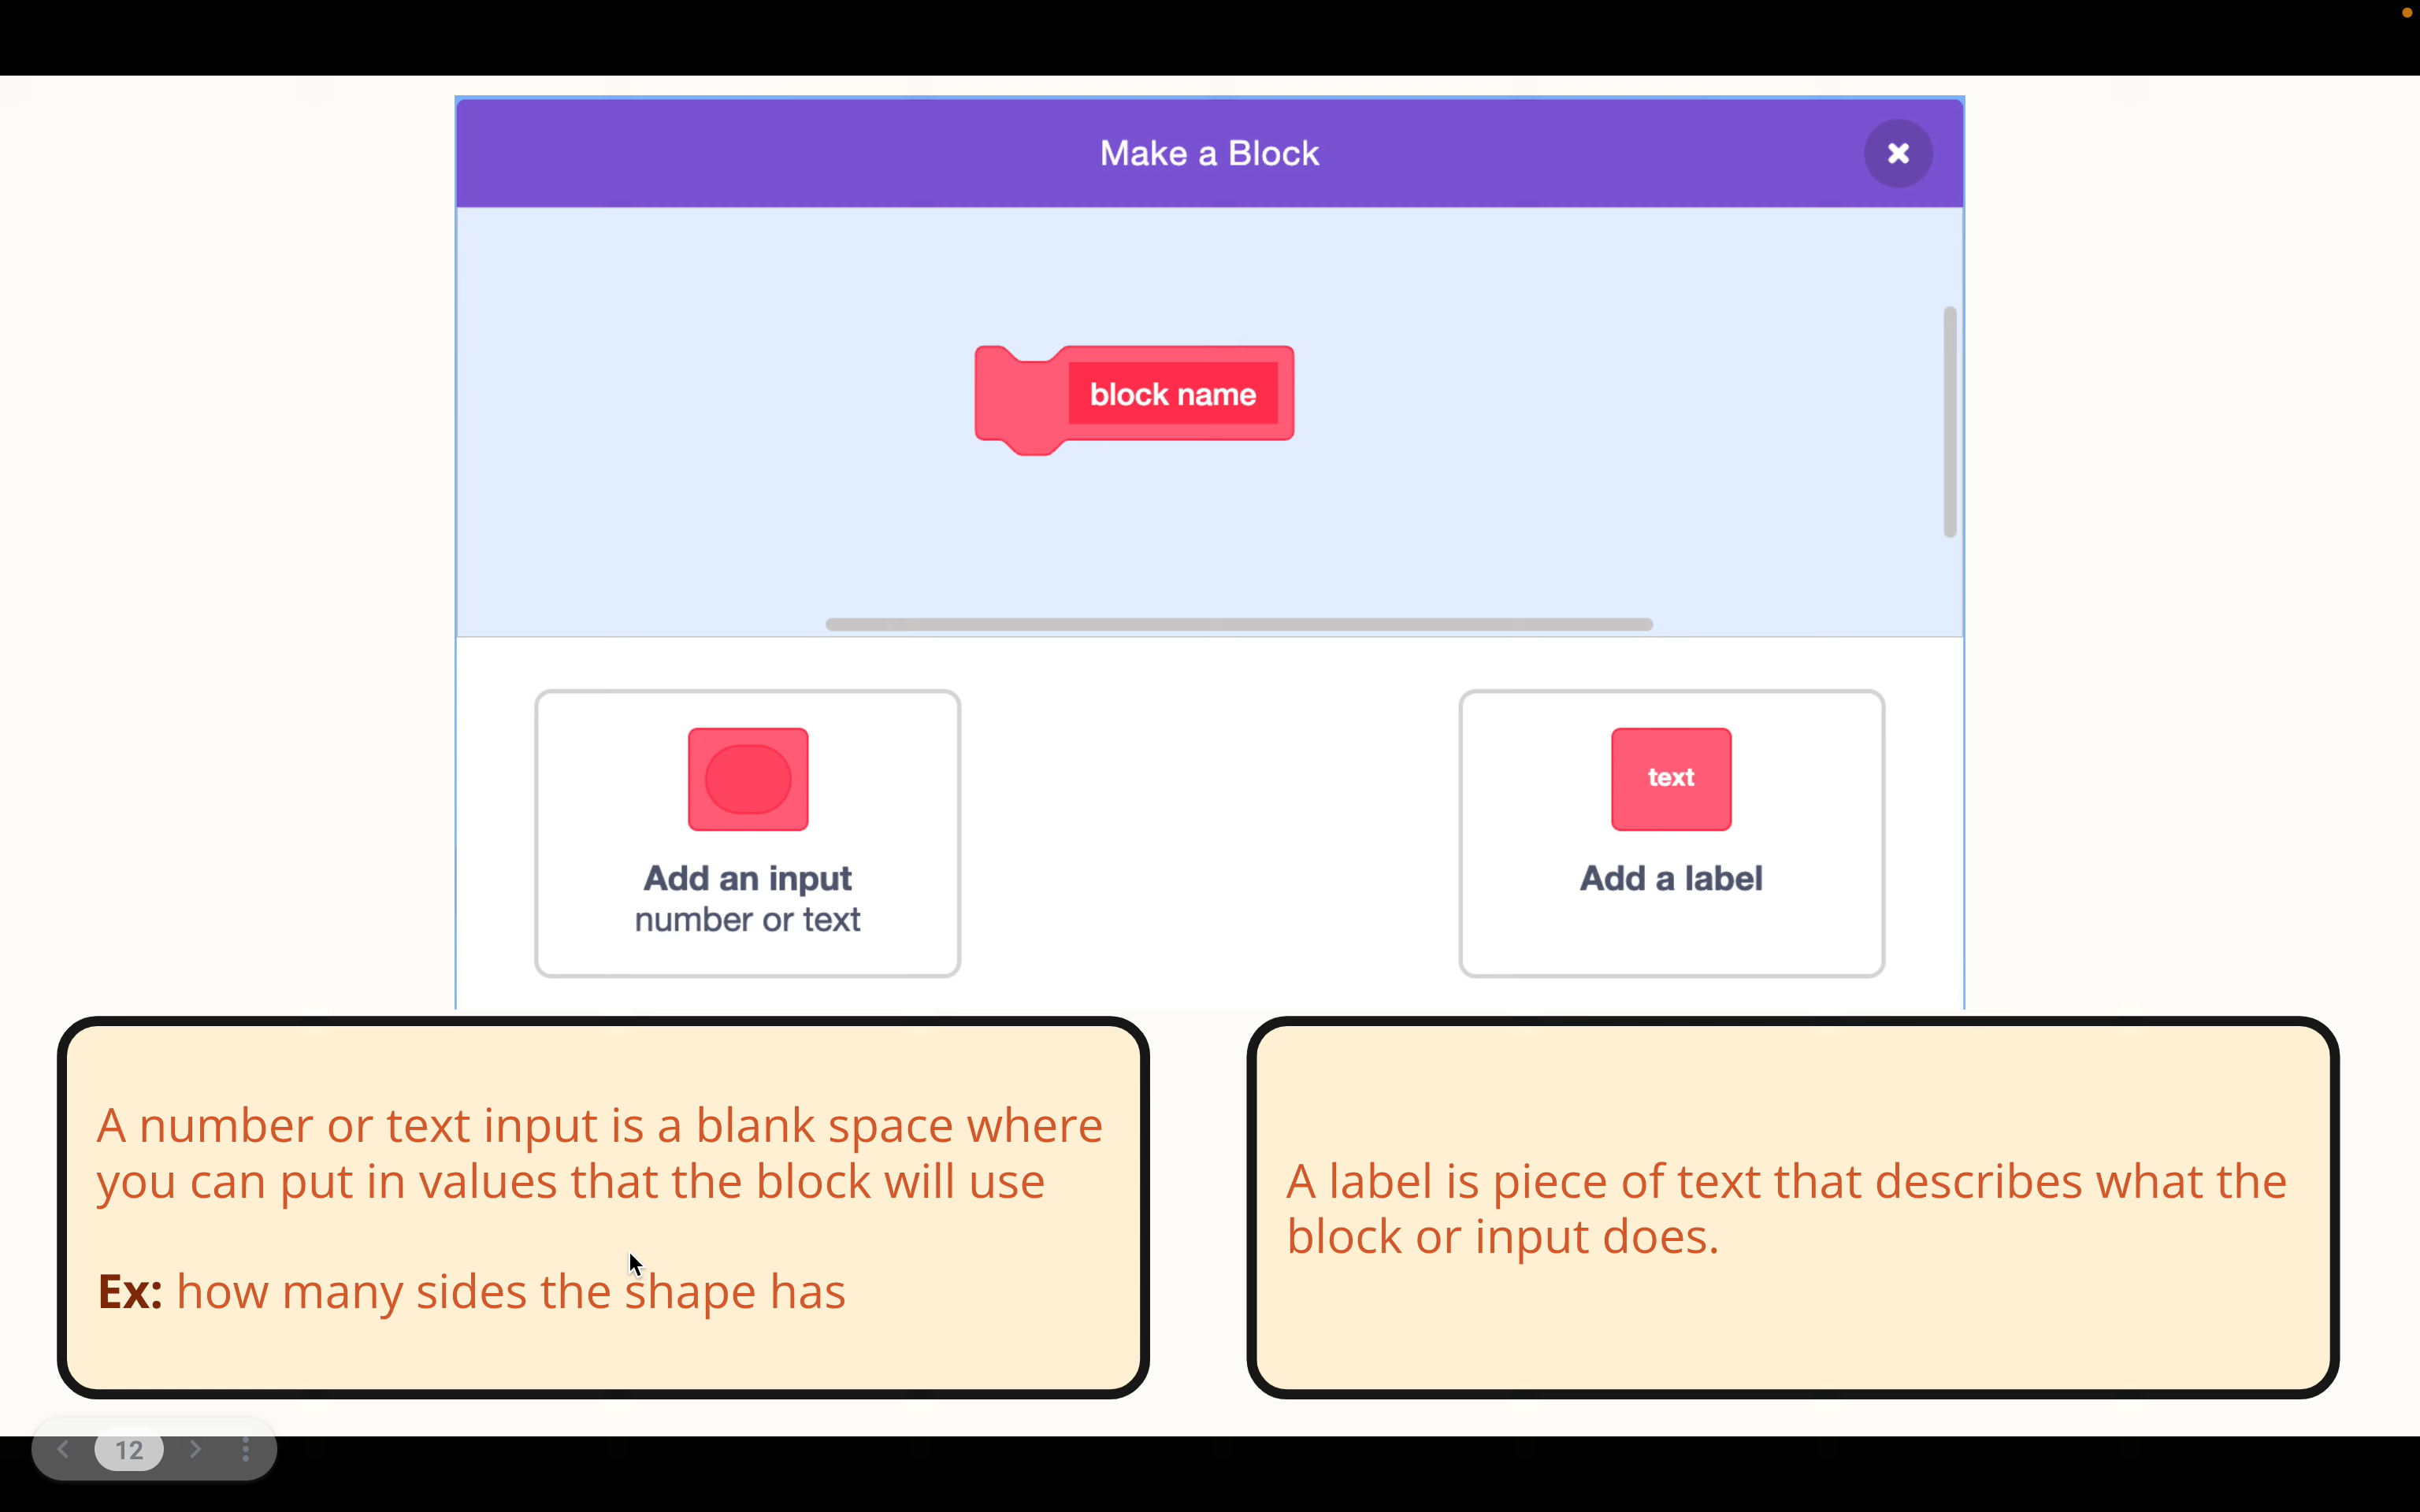 Make a Block
block name
text
Add an input
number or text
Add a label
A number or text input is a blank space where
you can put in values that the block will use
Ex: how many sides the shape has
A label is piece of text that describes what the
block or input does.
12